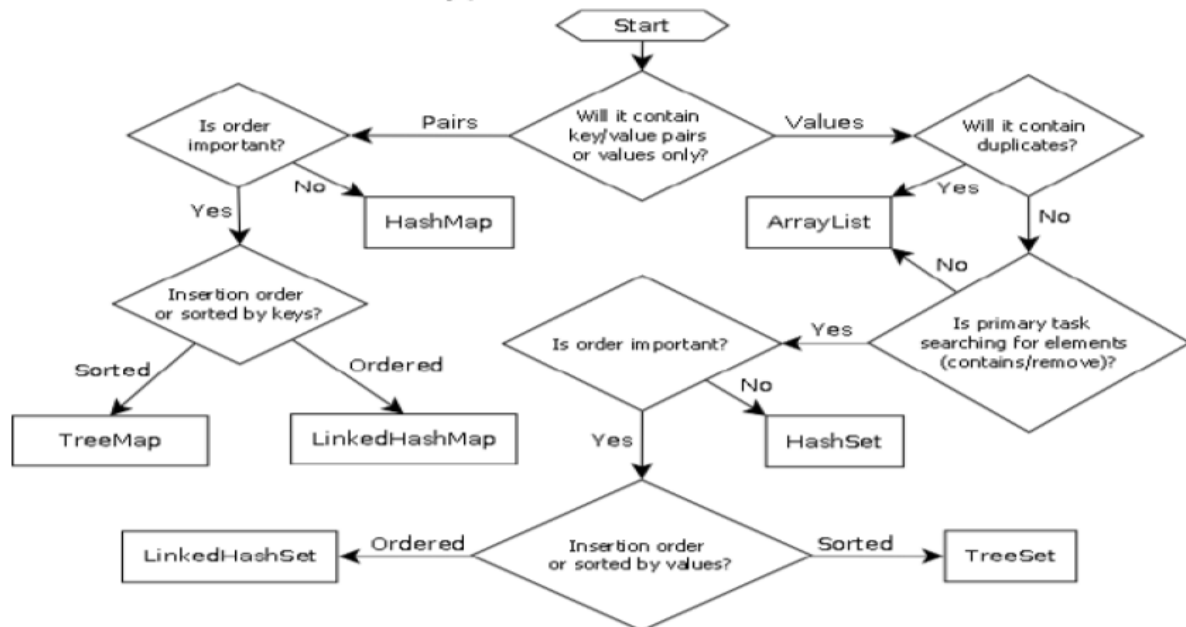 Start
Will it contain
key/value pairs
or values only?
Pairs
Values
Is order
important?
Will it contain
duplicates?
No
Yes
HashMap
Yes
ArrayList
No
No
Insertion order
or sorted by keys?
Is order important?
Yes
Is primary task
searching for elements
(contains/remove)?
Sorted
Ordered
No
TreeMap
LinkedHashMap
Yes
HashSet
LinkedHashSet
Ordered
Insertion order
or sorted by values?
Sorted
TreeSet